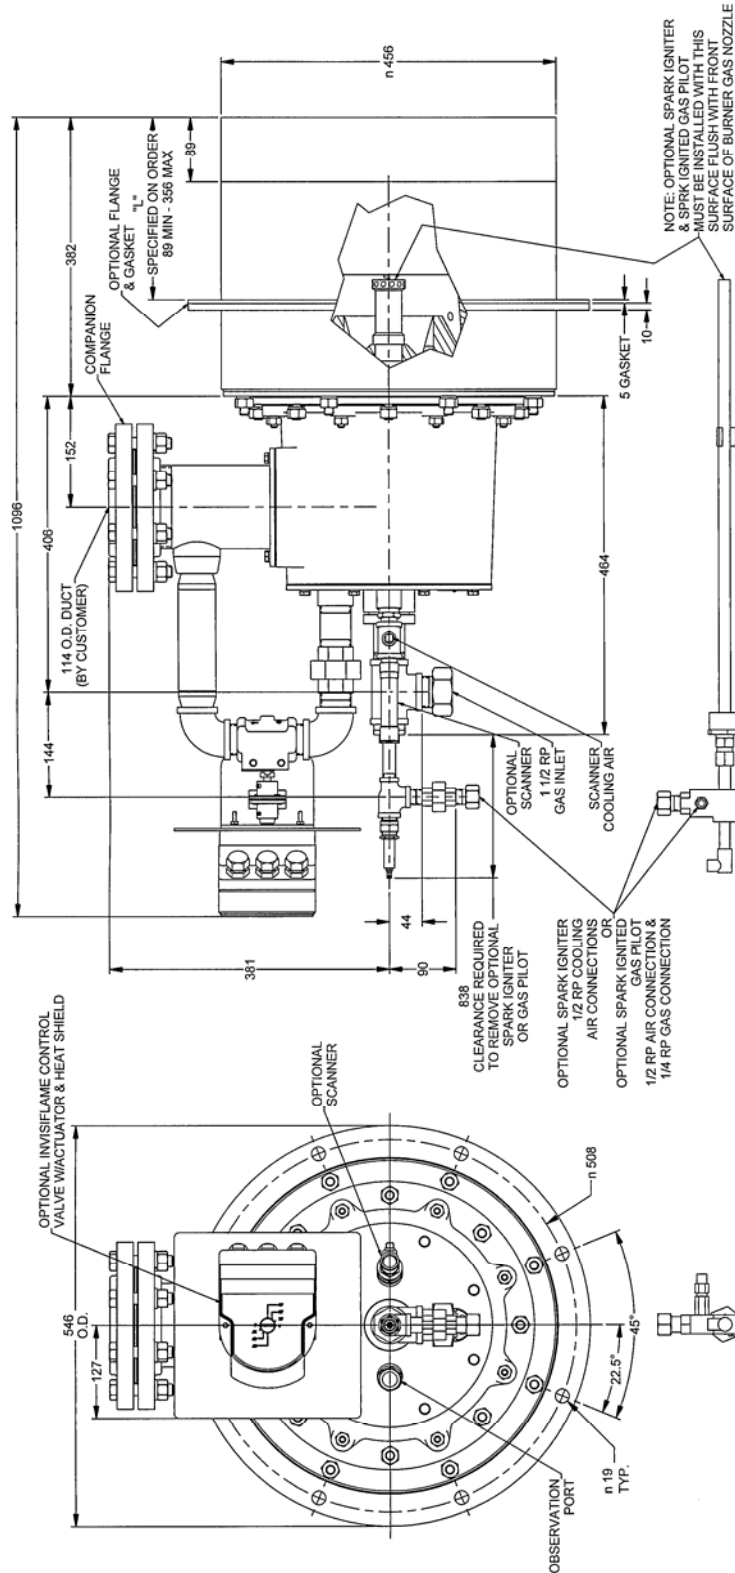 OPTIONAL INVISIFLAME CONTROL
VALVE W/ACTUATOR & HEAT SHIELD
546
O.D.
127
OPTIONAL
SCANNER
n 508
45°
22.5°
n 19
TYP.
OBSERVATION
PORT
1096
382
406
152
144
114 O.D. DUCT
(BY CUSTOMER)
COMPANION
FLANGE
OPTIONAL FLANGE
& GASKET
"L"
SPECIFIED ON ORDER
89 MIN - 356 MAX
89
n 456
381
44
90
838
CLEARANCE REQUIRED
TO REMOVE OPTIONAL
SPARK IGNITER
OR GAS PILOT
OPTIONAL
SCANNER
1 1/2 RP
GAS INLET
SCANNER
COOLING AIR
464
5 GASKET
10
OPTIONAL SPARK IGNITER
1/2 RP COOLING
AIR CONNECTIONS
OR
OPTIONAL SPARK IGNITED
GAS PILOT
1/2 RP AIR CONNECTION &
1/4 RP GAS CONNECTION
NOTE: OPTIONAL SPARK IGNITER
& SPRK IGNITED GAS PILOT
MUST BE INSTALLED WITH THIS
SURFACE FLUSH WITH FRONT
SURFACE OF BURNER GAS NOZZLE